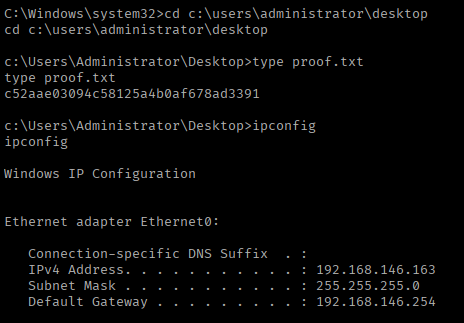 C:\Windows\system32>cd c:\users\administrator\desktop
cd c:\users\administrator\desktop
c:\Users\Administrator\Desktop>type proof.txt
type proof.txt
c52aae03094c58125a4b0af678ad3391
c:\Users\Administrator\Desktop>ipconfig
ipconfig
Windows IP Configuration
Ethernet adapter Ethernet0:
Connection-specific DNS Suffix  . :
IPv4 Address. . . . . . . . . . . : 192.168.146.163
Subnet Mask . . . . . . . . . . . : 255.255.255.0
Default Gateway . . . . . . . . . : 192.168.146.254